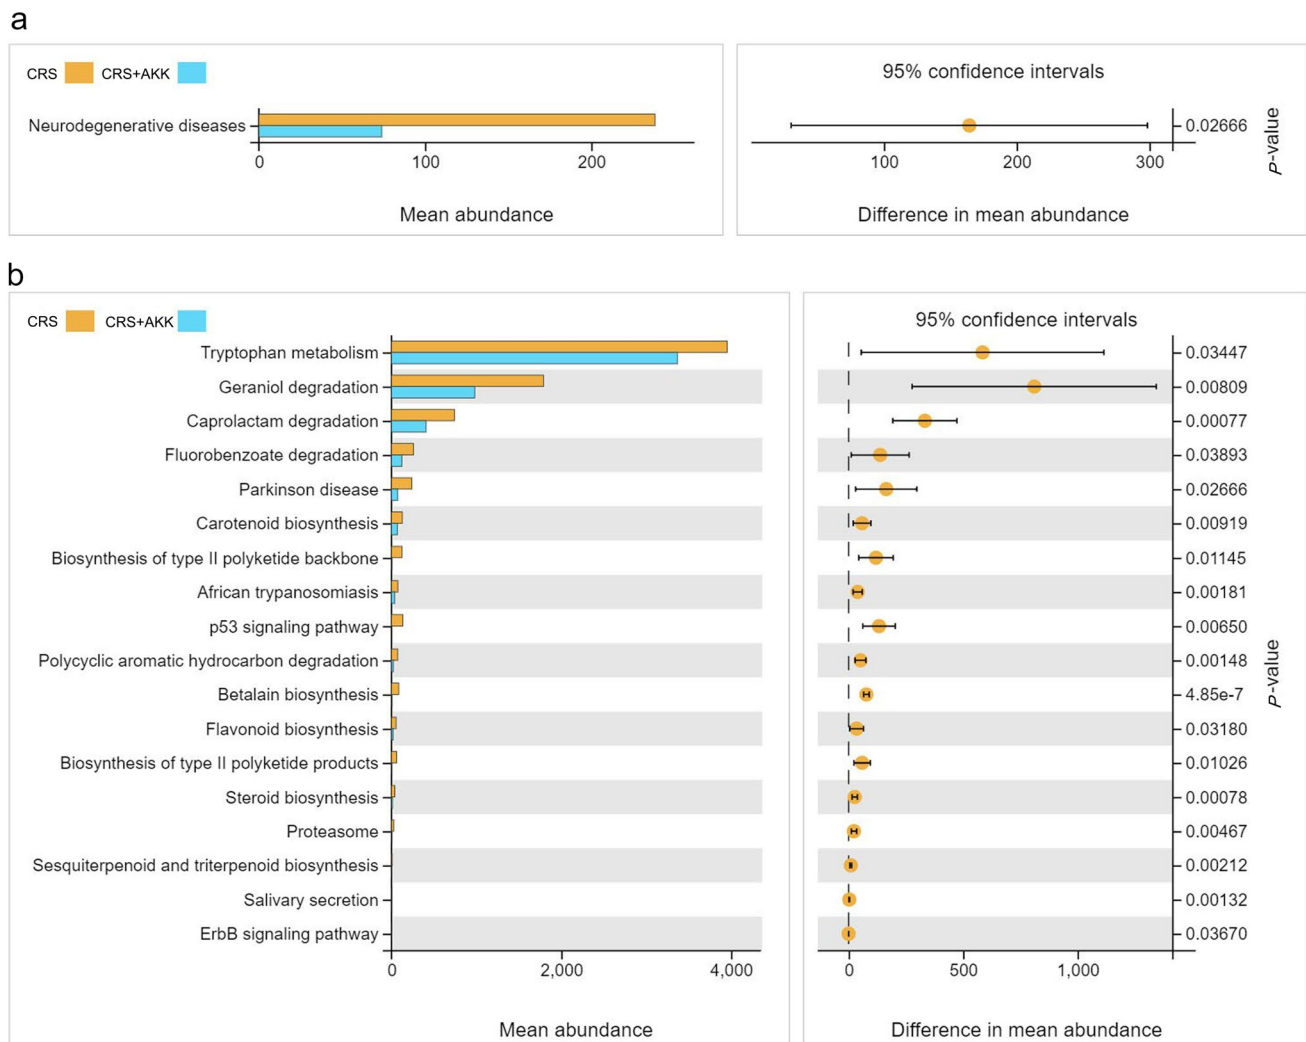 a
CRS CRS+AKK
95% confidence intervals
Neurodegenerative diseases
0.02666
P-value
0 100 200
100 200 300
Mean abundance
Difference in mean abundance
b
CRS CRS+AKK
95% confidence intervals
Tryptophan metabolism 0.03447
Geraniol degradation 0.00809
Caprolactam degradation 0.00077
Fluorobenzoate degradation 0.03893
Parkinson disease 0.02666
Carotenoid biosynthesis 0.00919
Biosynthesis of type II polyketide backbone 0.01145
African trypanosomiasis 0.00181
p53 signaling pathway 0.00650
Polycyclic aromatic hydrocarbon degradation 0.00148
Betalain biosynthesis 4.85e-7
Flavonoid biosynthesis 0.03180
Biosynthesis of type II polyketide products 0.01026
Steroid biosynthesis 0.00078
Proteasome 0.00467
Sesquiterpenoid and triterpenoid biosynthesis 0.00212
Salivary secretion 0.00132
ErbB signaling pathway 0.03670
P-value
0 2,000 4,000
0 500 1,000
Mean abundance
Difference in mean abundance